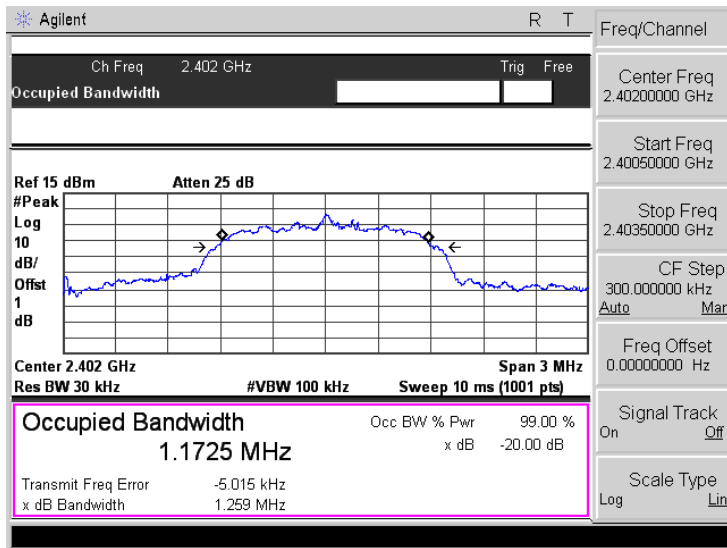 Agilent R T
Ch Freq 2.402 GHz Trig Free
Occupied Bandwidth
Ref 15 dBm Atten 25 dB
#Peak
Log
10
dB/
Offst
1
dB
Center 2.402 GHz Span 3 MHz
Res BW 30 kHz #VBW 100 kHz Sweep 10 ms (1001 pts)
Occupied Bandwidth
1.1725 MHz
Occ BW % Pwr 99.00 %
x dB -20.00 dB
Transmit Freq Error -5.015 kHz
x dB Bandwidth 1.259 MHz
Freq/Channel
Center Freq
2.40200000 GHz
Start Freq
2.40050000 GHz
Stop Freq
2.40350000 GHz
CF Step
300.000000 kHz
Auto Mar
Freq Offset
0.00000000 Hz
Signal Track
On Off
Scale Type
Log Lin